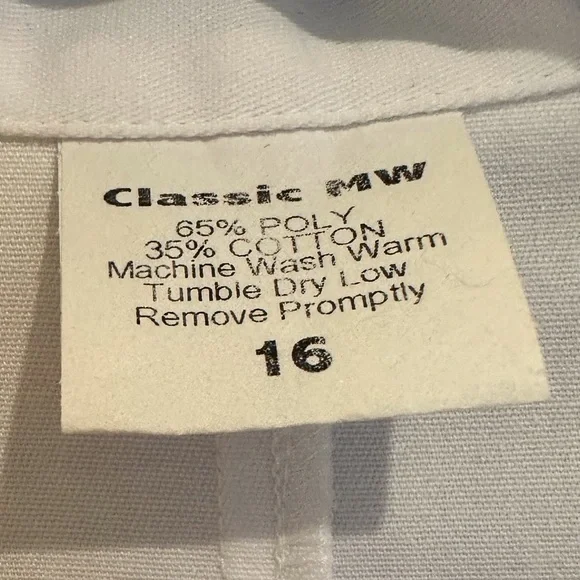 Classic MW
65% POLY
35% COTTON
Machine Wash Warm
Tumble Dry Low
Remove Promptly
16